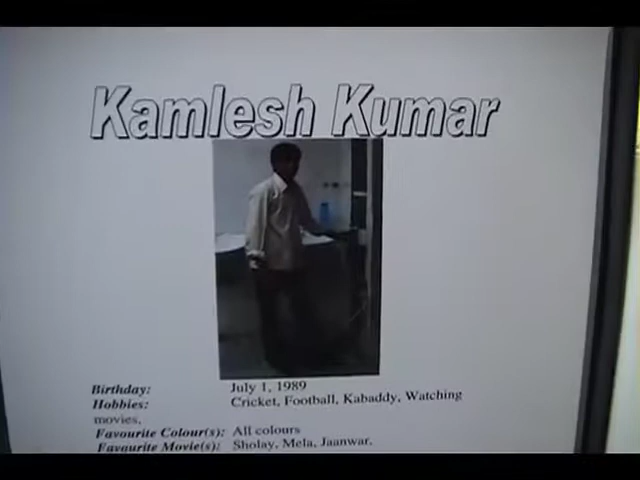 Kamlesh Kumar
Birthday: July 1, 1989
Hobbies: Cricket, Football, Kabaddy, Watching
movies.
Favourite Colour(s): All colours
Favourite Movie(s): Sholay, Mela, Jaanwar.